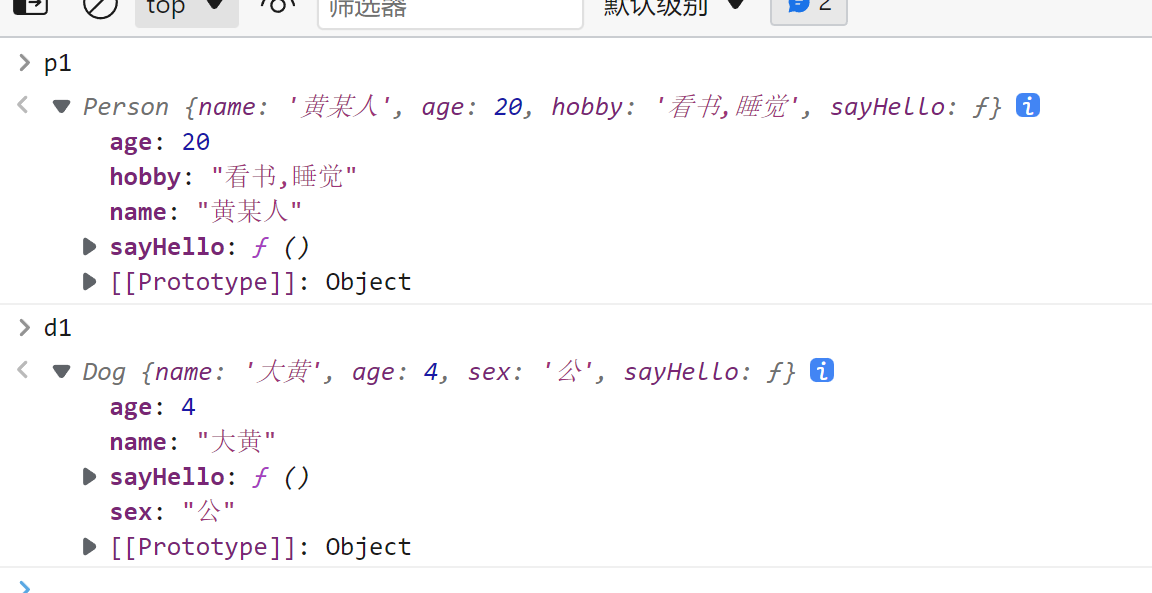 top 筛选器 默认级别 2
> p1
Person {name: '黄某人', age: 20, hobby: '看书,睡觉', sayHello: ƒ}
age: 20
hobby: "看书,睡觉"
name: "黄某人"
sayHello: ƒ ()
[[Prototype]]: Object
> d1
Dog {name: '大黄', age: 4, sex: '公', sayHello: ƒ}
age: 4
name: "大黄"
sayHello: ƒ ()
sex: "公"
[[Prototype]]: Object